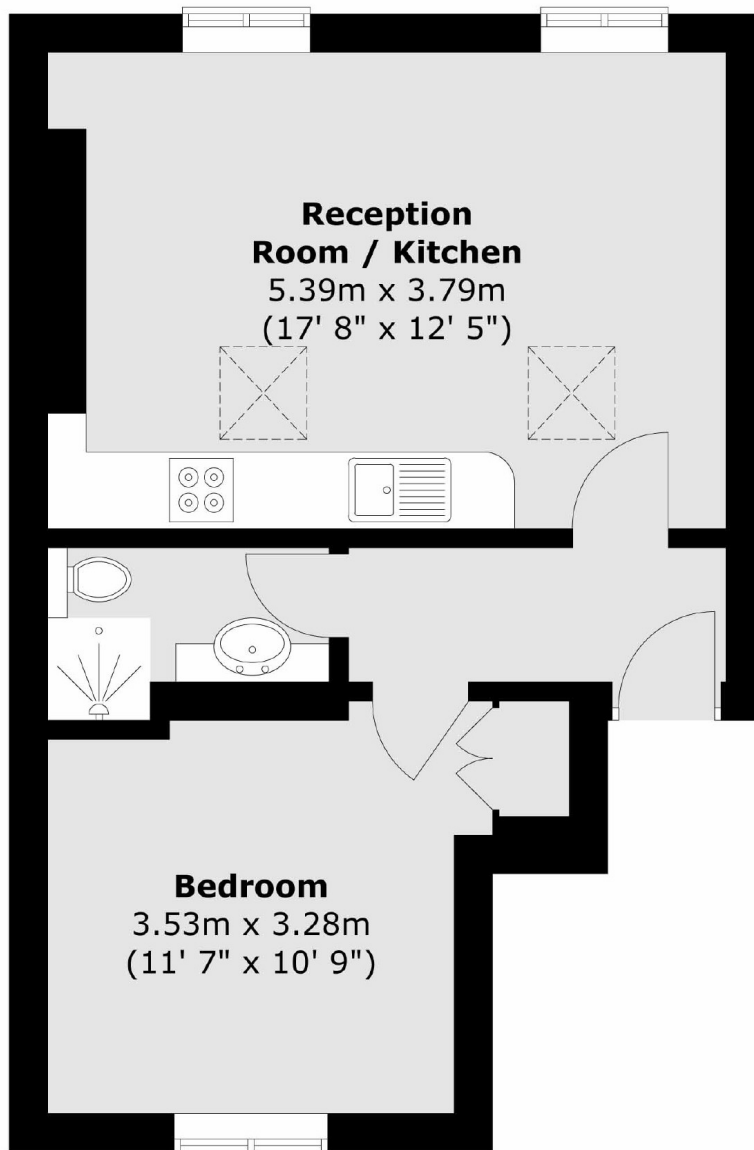 Reception
Room / Kitchen
5.39m x 3.79m
(17' 8" x 12' 5")
Bedroom
3.53m x 3.28m
(11' 7" x 10' 9")